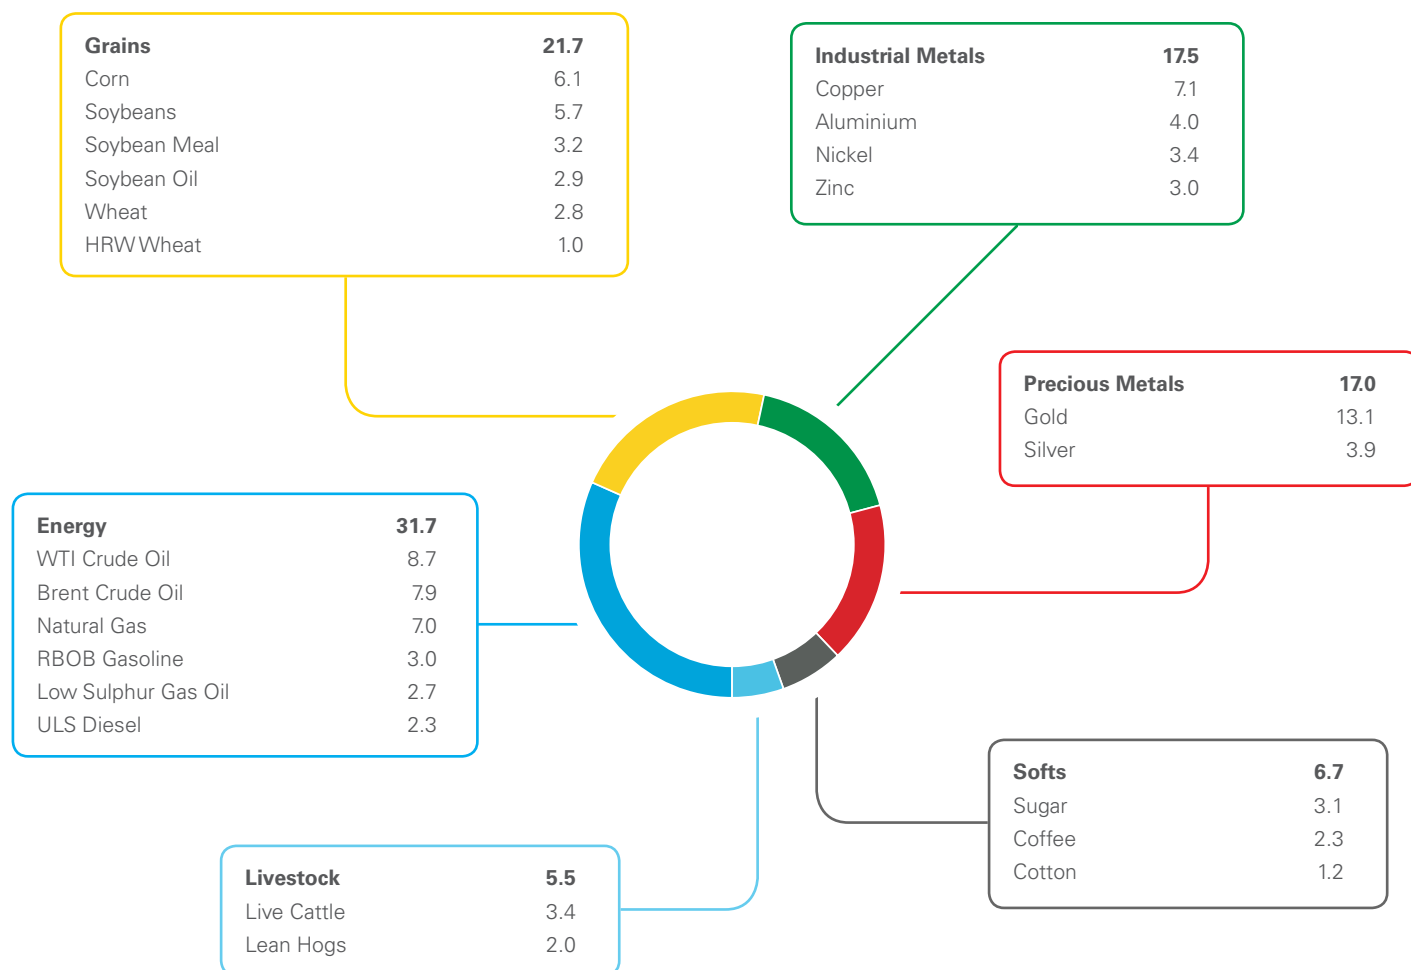 Grains 21.7
Corn 6.1
Soybeans 5.7
Soybean Meal 3.2
Soybean Oil 2.9
Wheat 2.8
HRW Wheat 1.0
Industrial Metals 17.5
Copper 7.1
Aluminium 4.0
Nickel 3.4
Zinc 3.0
Precious Metals 17.0
Gold 13.1
Silver 3.9
Energy 31.7
WTI Crude Oil 8.7
Brent Crude Oil 7.9
Natural Gas 7.0
RBOB Gasoline 3.0
Low Sulphur Gas Oil 2.7
ULS Diesel 2.3
Softs 6.7
Sugar 3.1
Coffee 2.3
Cotton 1.2
Livestock 5.5
Live Cattle 3.4
Lean Hogs 2.0